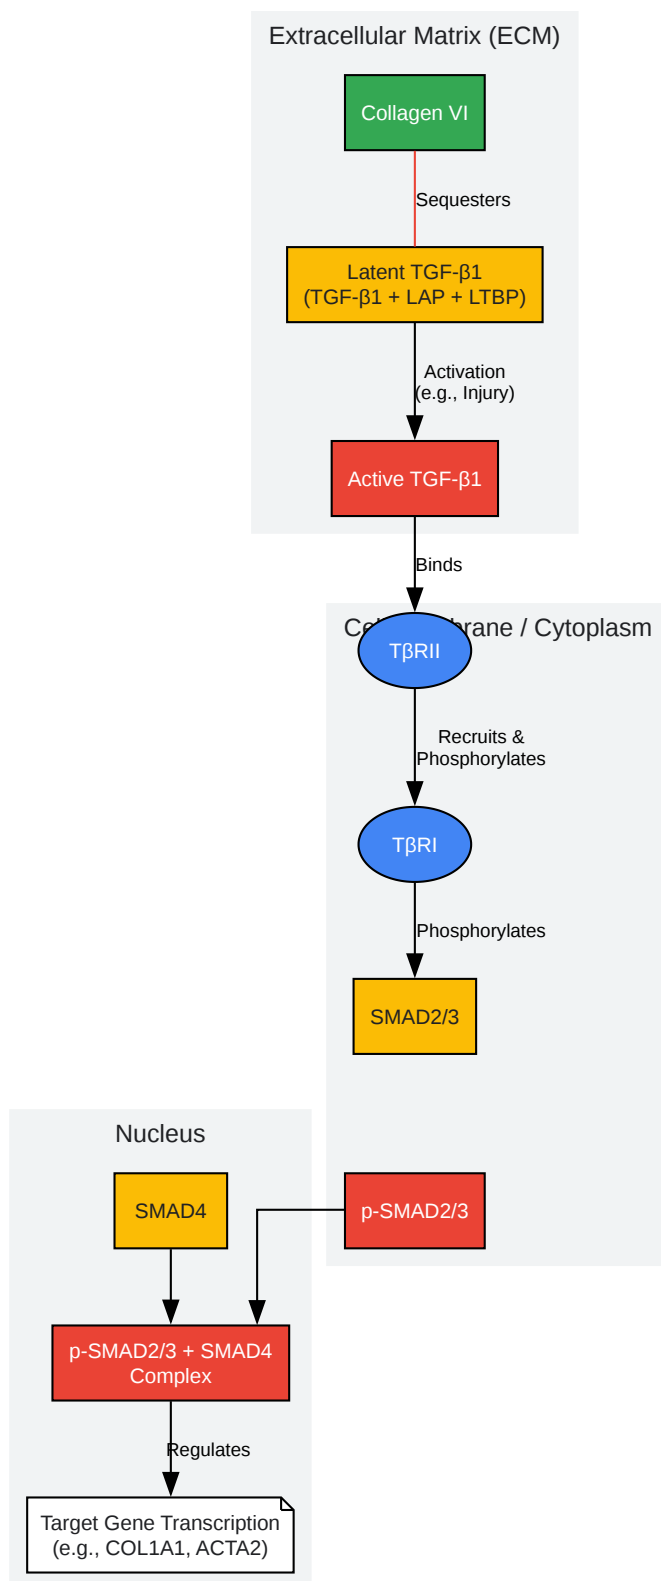 Extracellular Matrix (ECM)
Collagen VI
Sequesters
Latent TGF-β1
(TGF-β1 + LAP + LTBP)
Activation
(e.g., Injury)
Active TGF-β1
Binds
/ Cytoplasm
TβRII
Recruits &
Phosphorylates
TβRI
Phosphorylates
SMAD2/3
Nucleus
SMAD4
p-SMAD2/3
p-SMAD2/3 + SMAD4
Complex
Regulates
Target Gene Transcription
(e.g., COL1A1, ACTA2)